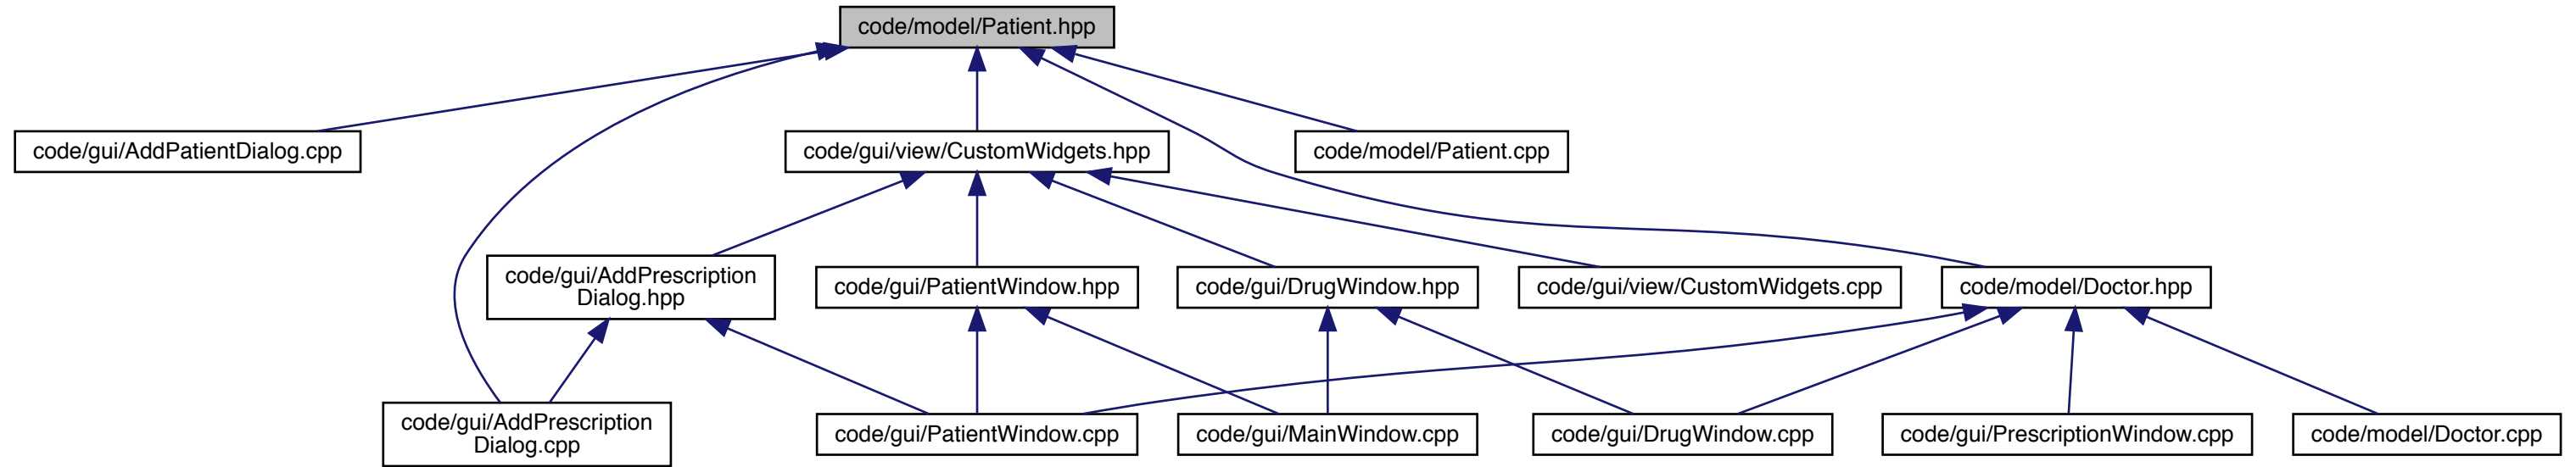 code/model/Patient.hpp
code/gui/AddPatientDialog.cpp
code/gui/view/CustomWidgets.hpp
code/model/Patient.cpp
code/gui/AddPrescription
Dialog.hpp
code/gui/PatientWindow.hpp
code/gui/DrugWindow.hpp
code/gui/view/CustomWidgets.cpp
code/model/Doctor.hpp
code/gui/AddPrescription
Dialog.cpp
code/gui/PatientWindow.cpp
code/gui/MainWindow.cpp
code/gui/DrugWindow.cpp
code/gui/PrescriptionWindow.cpp
code/model/Doctor.cpp